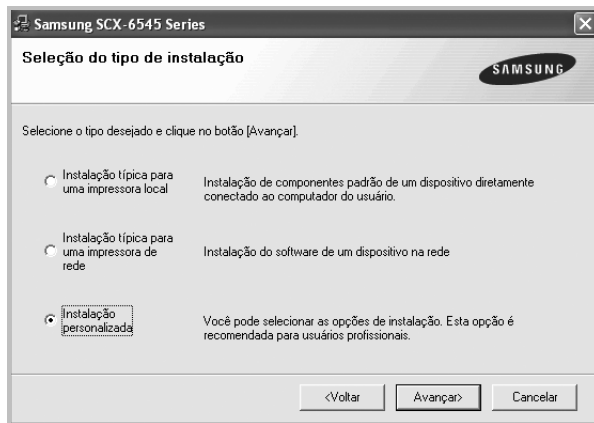 Samsung SCX-6545 Series
Seleção do tipo de instalação
SAMSUNG
Selecione o tipo desejado e clique no botão [Avançar].
Instalação típica para
uma impressora local
Instalação de componentes padrão de um dispositivo diretamente
conectado ao computador do usuário.
Instalação típica para
uma impressora de
rede
Instalação do software de um dispositivo na rede
Instalação
personalizada
Você pode selecionar as opções de instalação. Esta opção é
recomendada para usuários profissionais.
<Voltar
Avançar>
Cancelar